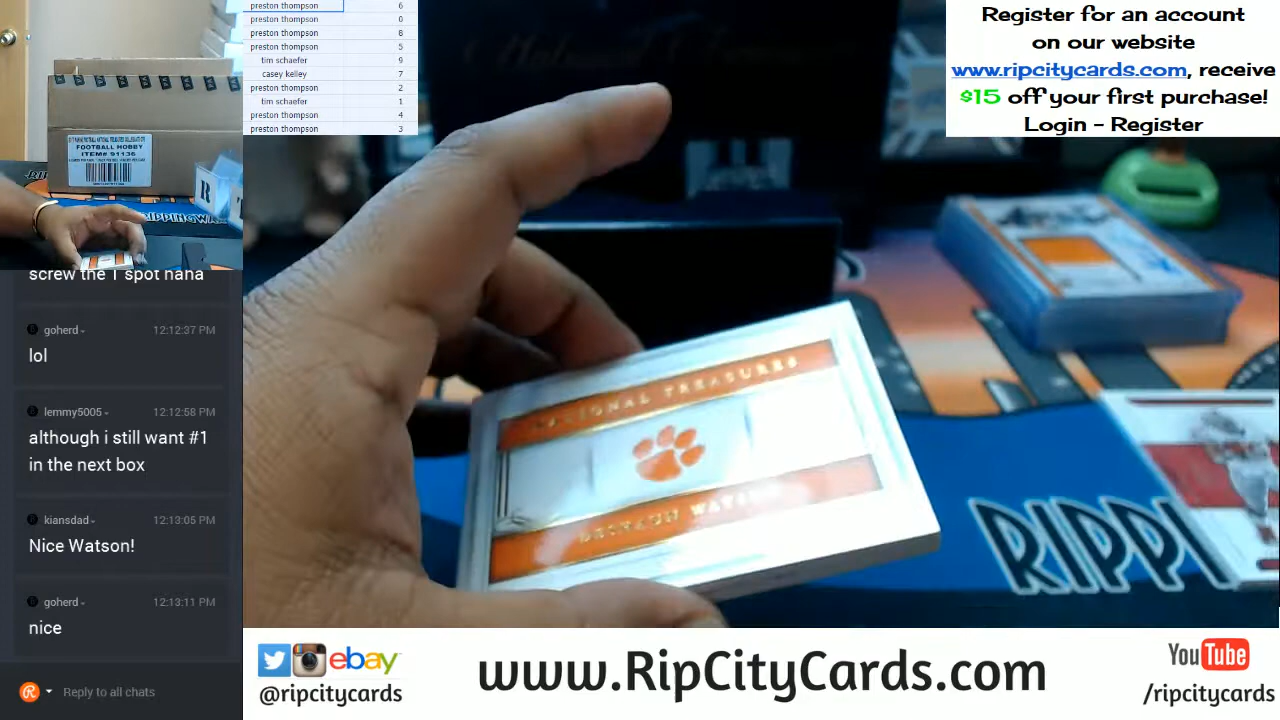 preston thompson 6
preston thompson 0
preston thompson 8
preston thompson 5
tim schaefer 9
casey kelley 7
preston thompson 2
tim schaefer 1
preston thompson 4
preston thompson 3
Register for an account
on our website
www.ripcitycards.com, receive
$15 off your first purchase!
Login - Register
FOOTBALL HOBBY
ITEM# 91136
R
RIPPINGWA
screw the 1 spot haha
goherd 12:12:37 PM
lol
lemmy5005 12:12:58 PM
although i still want #1
in the next box
kiansdad 12:13:05 PM
Nice Watson!
goherd 12:13:11 PM
nice
Reply to all chats
NATIONAL TREASURES
DESHAUN WATSON
RIPPI
ebay
@ripcitycards
www.RipCityCards.com
YouTube
/ripcitycards